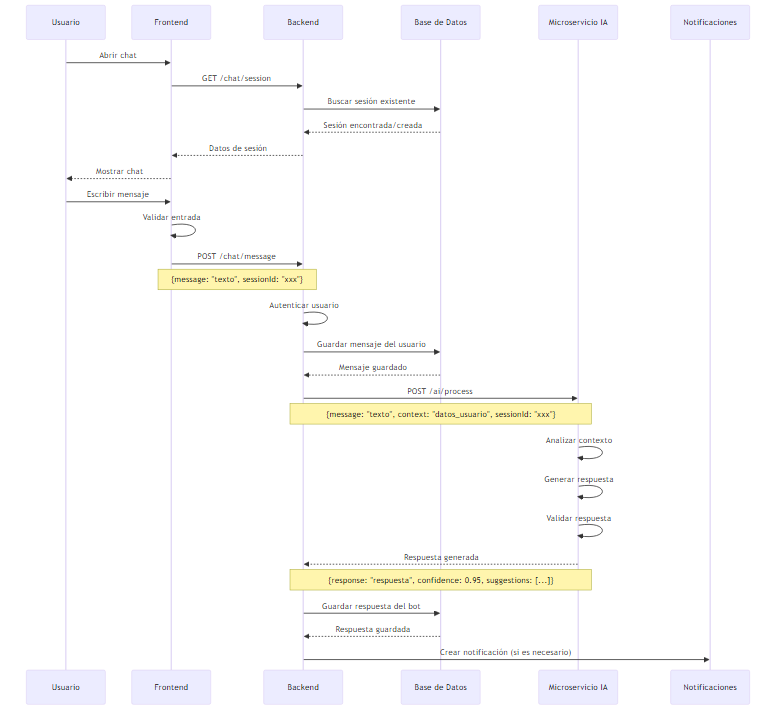 Usuario
Frontend
Backend
Base de Datos
Microservicio IA
Notificaciones
Abrir chat
GET /chat/session
Buscar sesión existente
Sesión encontrada/creada
Datos de sesión
Mostrar chat
Escribir mensaje
Validar entrada
POST /chat/message
{message: "texto", sessionId: "xxx"}
Autenticar usuario
Guardar mensaje del usuario
Mensaje guardado
POST /ai/process
{message: "texto", context: "datos_usuario", sessionId: "xxx"}
Analizar contexto
Generar respuesta
Validar respuesta
Respuesta generada
{response: "respuesta", confidence: 0.95, suggestions: [...]}
Guardar respuesta del bot
Respuesta guardada
Crear notificación (si es necesario)
Usuario
Frontend
Backend
Base de Datos
Microservicio IA
Notificaciones